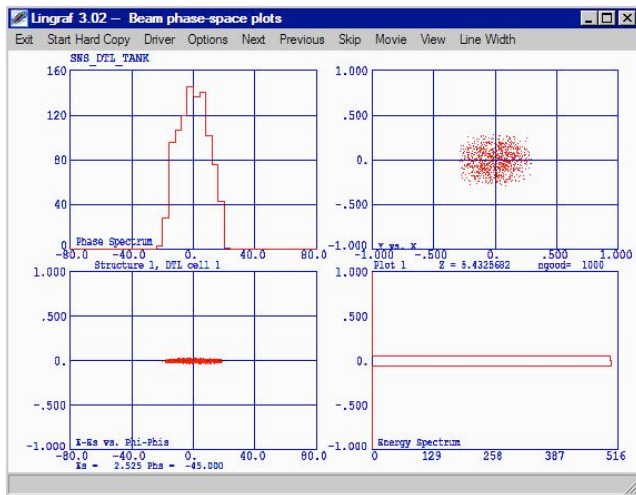 Lingraf 3.02 -- Beam phase-space plots
Exit Start Hard Copy Driver Options Next Previous Skip Movie View Line Width
SNS_DTL_TANK
160
120
80
40
0
Phase Spectrum
-80.0 -40.0 0. 40.0 80.0
Structure 1, DTL cell 1
1.000
.500
0.
-.500
-1.000
Y vs. X
-1.000 -.500 0. .500 1.000
Plot 1 Z = 5.4325682 ngood= 1000
1.000
.500
0.
-.500
-1.000
E-Es vs. Phi-Phis
-80.0 -40.0 0. 40.0 80.0
Es = 2.525 Phs = -45.000
1.000
.500
0.
-.500
-1.000
Energy Spectrum
0 129 258 387 516